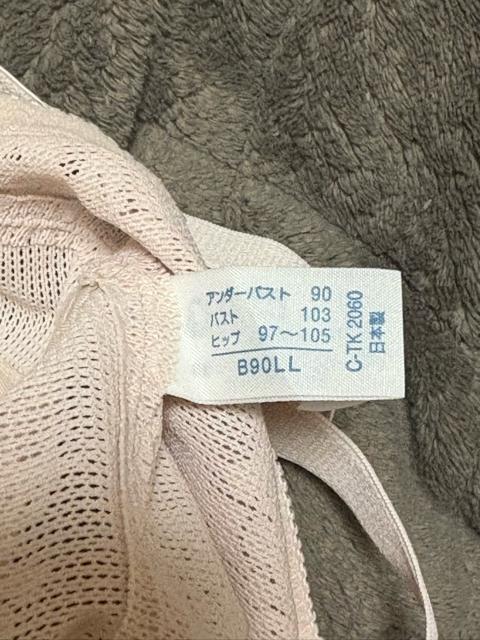 アンダーバスト 90
バスト 103
ヒップ 97～105
B90LL
C-TK 2060
日本製